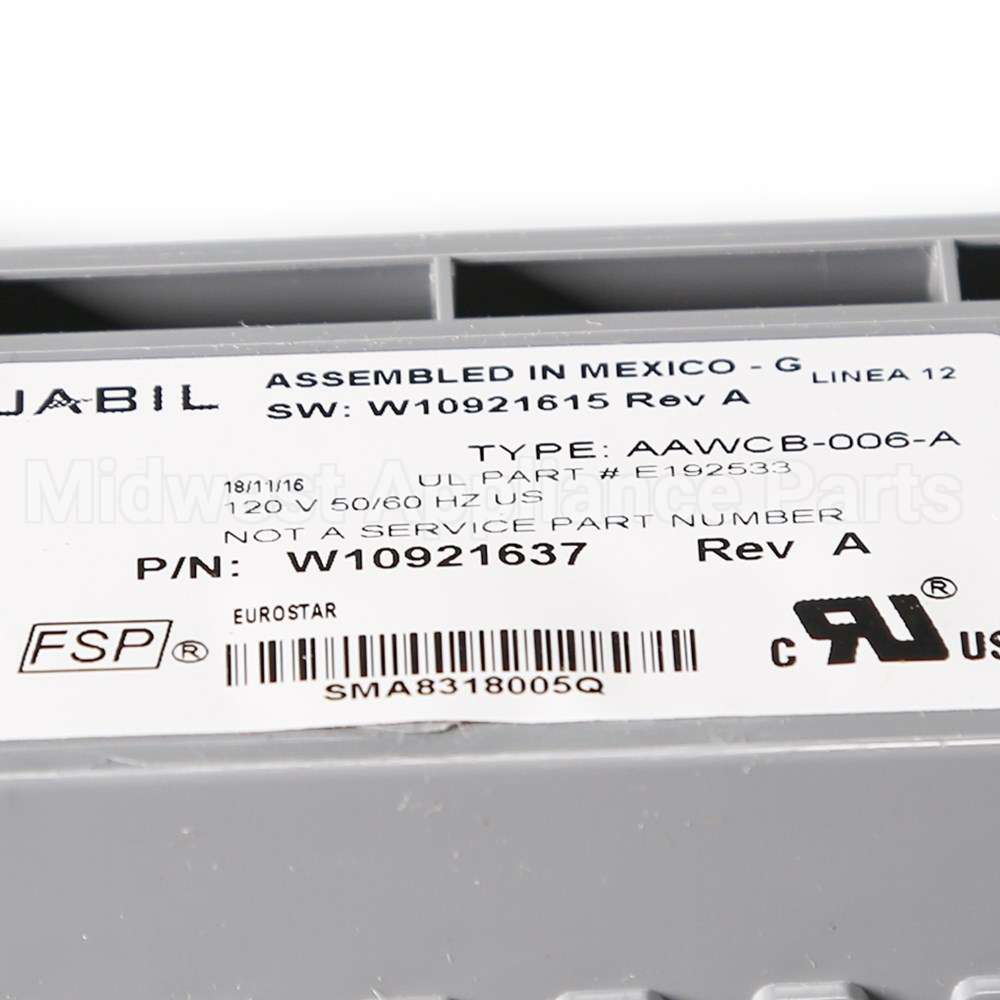 JABIL ASSEMBLED IN MEXICO - G LINEA 12
SW: W10921615 Rev A
TYPE: AAWCB-006-A
18/11/16 UL PART # E192533
120 V 50/60 HZ US
NOT A SERVICE PART NUMBER
P/N: W10921637 Rev A
EUROSTAR
FSP®
SMA8318005Q
C RU® US
Midwest Appliance Parts